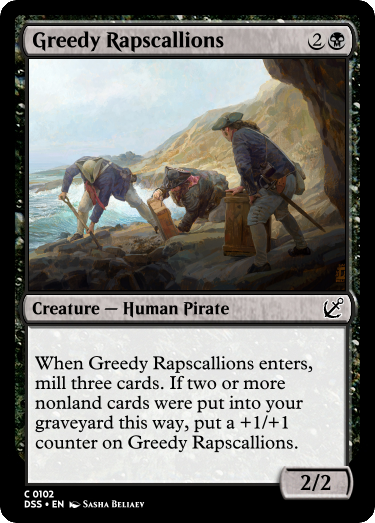 Greedy Rapscallions 2
Creature — Human Pirate
When Greedy Rapscallions enters,
mill three cards. If two or more
nonland cards were put into your
graveyard this way, put a +1/+1
counter on Greedy Rapscallions.
2/2
C 0102
DSS • EN Sasha Beliaev